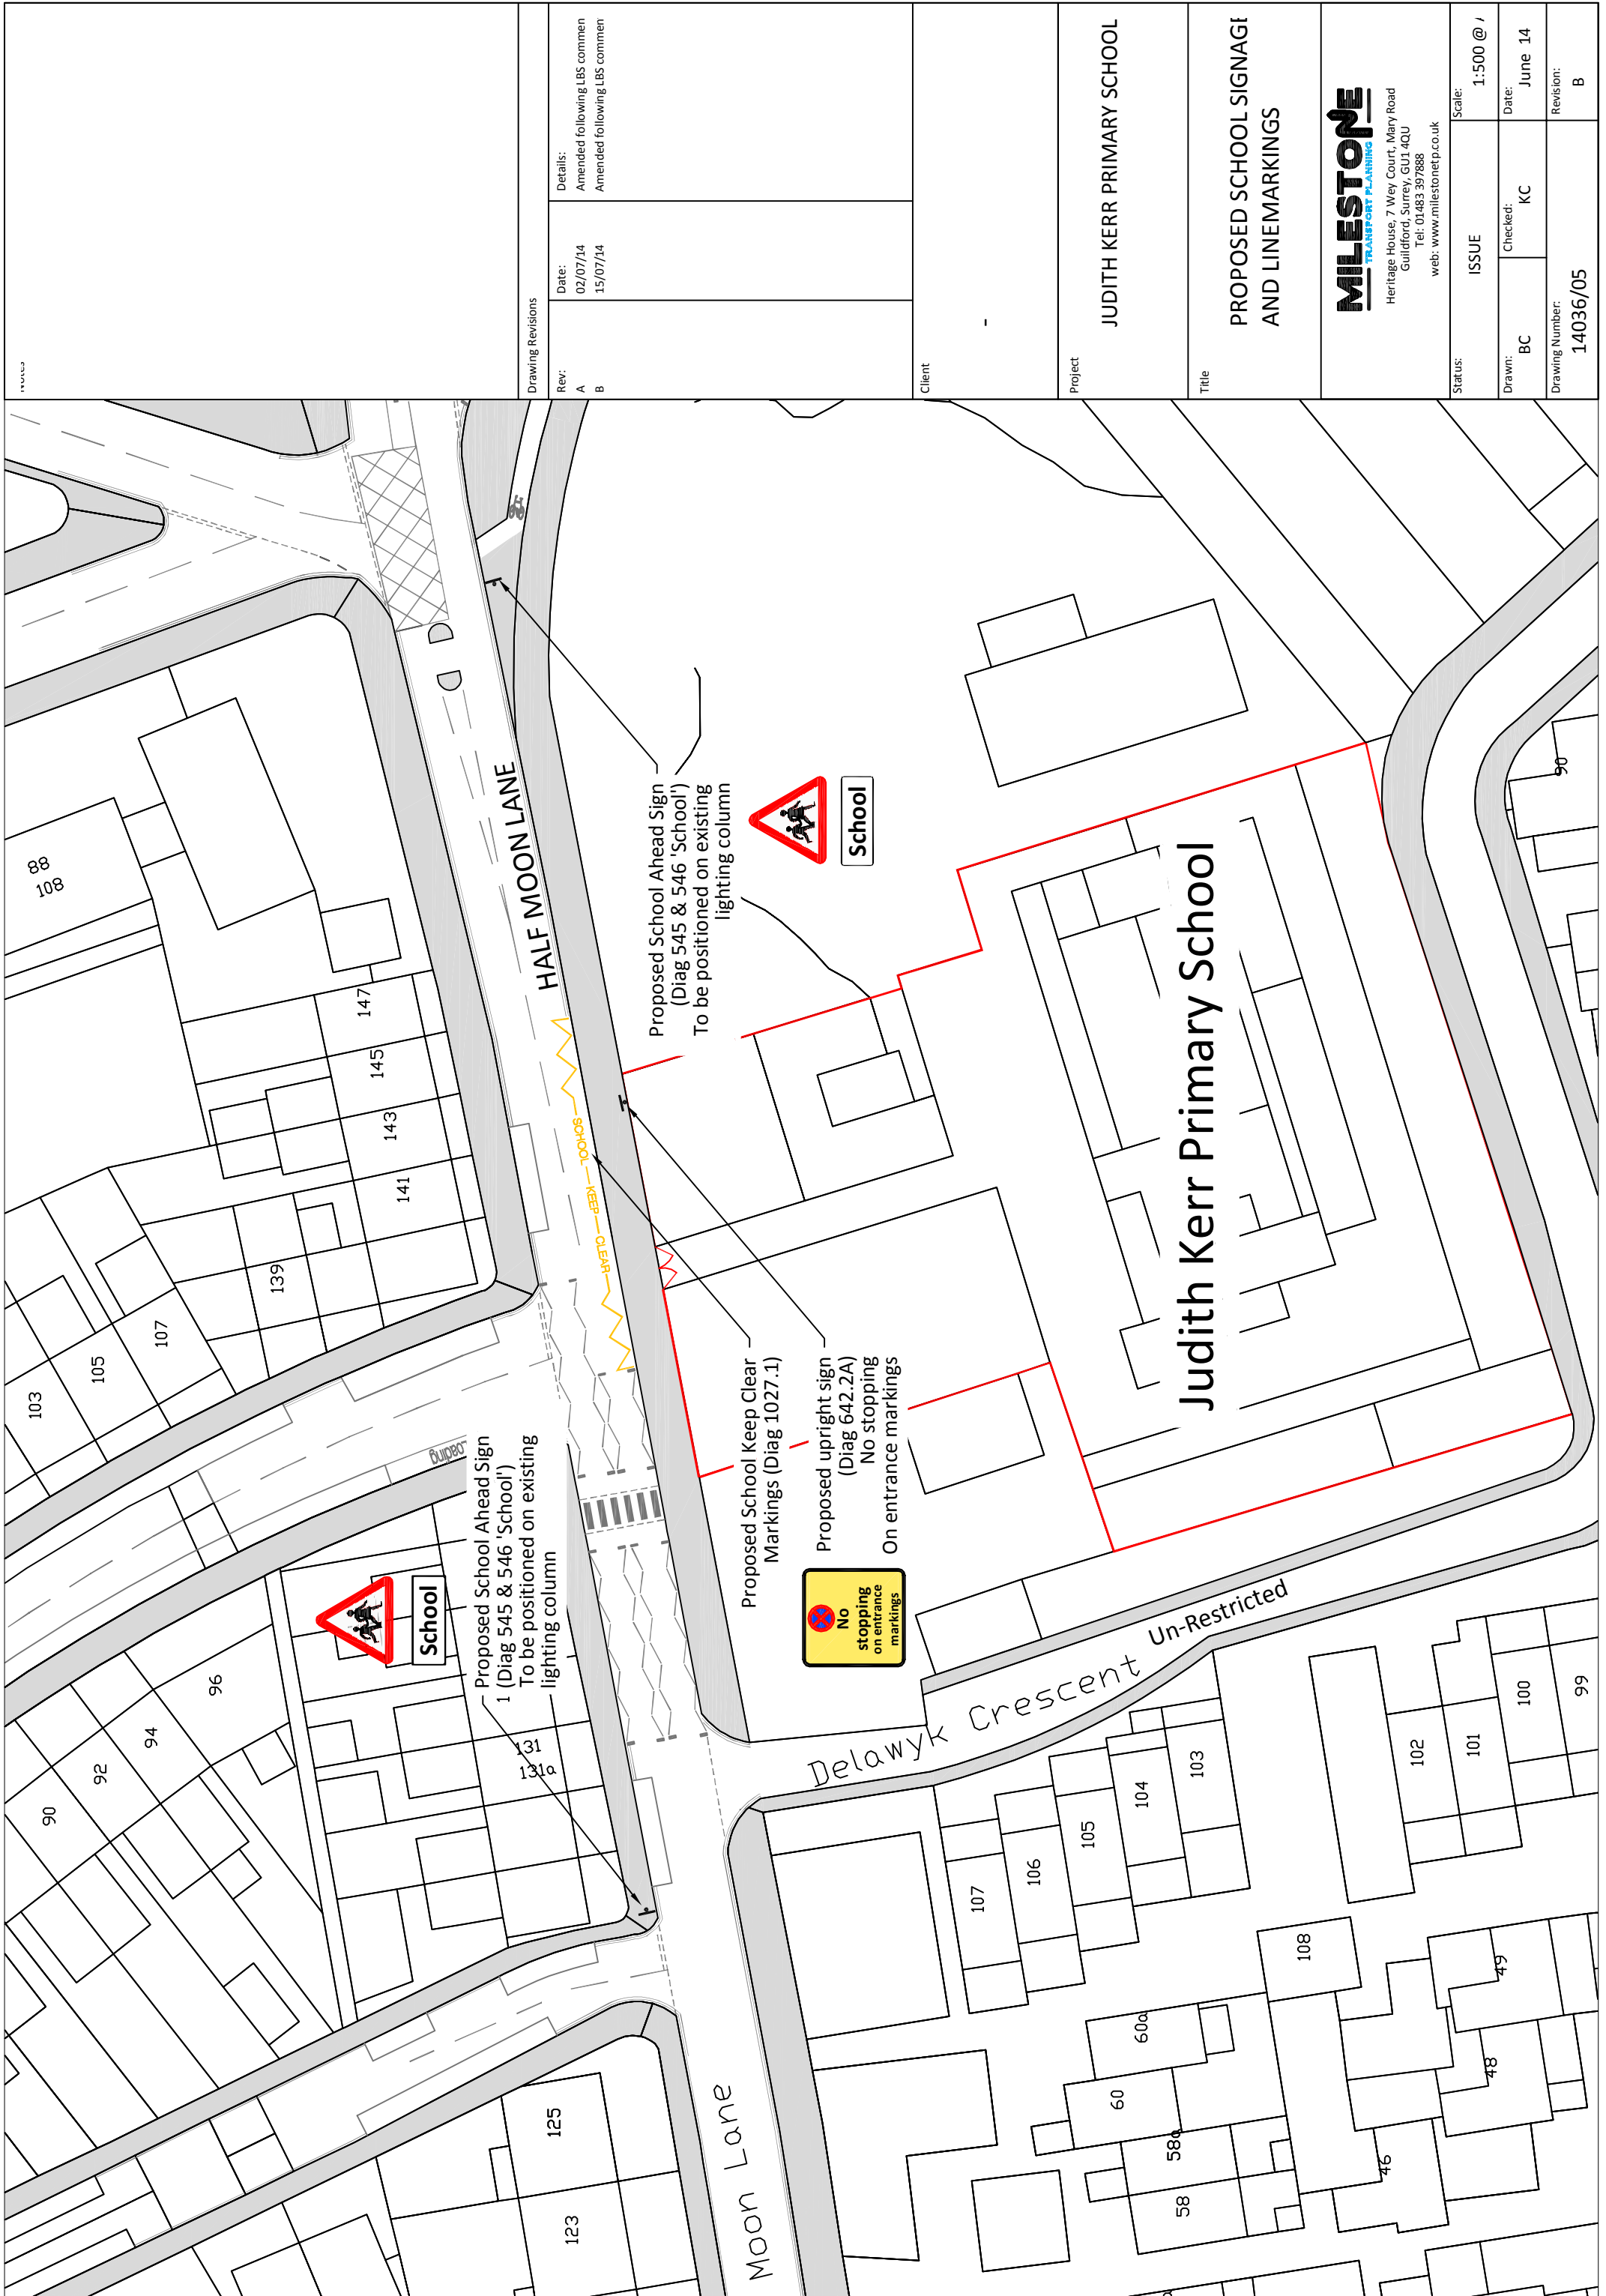 Drawing Revisions
Rev:
Date:
Details:
A
02/07/14
Amended following LBS commen
B
15/07/14
Amended following LBS commen
Client
-
Project
JUDITH KERR PRIMARY SCHOOL
Title
PROPOSED SCHOOL SIGNAGE
AND LINEMARKINGS
MILESTONE
TRANSPORT PLANNING
Heritage House, 7 Wey Court, Mary Road
Guildford, Surrey, GU1 4QU
Tel: 01483 397888
web: www.milestonetp.co.uk
Status:
ISSUE
Scale:
1:500 @
Drawn:
BC
Checked:
KC
Date:
June 14
Drawing Number:
14036/05
Revision:
B
88
108
HALF MOON LANE
147
145
143
141
139
107
105
103
SCHOOL KEEP CLEAR
Loading
Proposed School Ahead Sign
(Diag 545 & 546 'School')
To be positioned on existing
lighting column
School
Judith Kerr Primary School
Proposed School Keep Clear
Markings (Diag 1027.1)
Proposed upright sign
(Diag 642.2A)
No stopping
On entrance markings
No
stopping
on entrance
markings
Proposed School Ahead Sign
1 (Diag 545 & 546 'School')
To be positioned on existing
lighting column
School
96
94
92
90
131
131a
Un-Restricted
Delawyk Crescent
90
107
106
105
104
103
102
101
100
99
108
49
48
46
60a
60
58a
58
125
123
Moon Lane